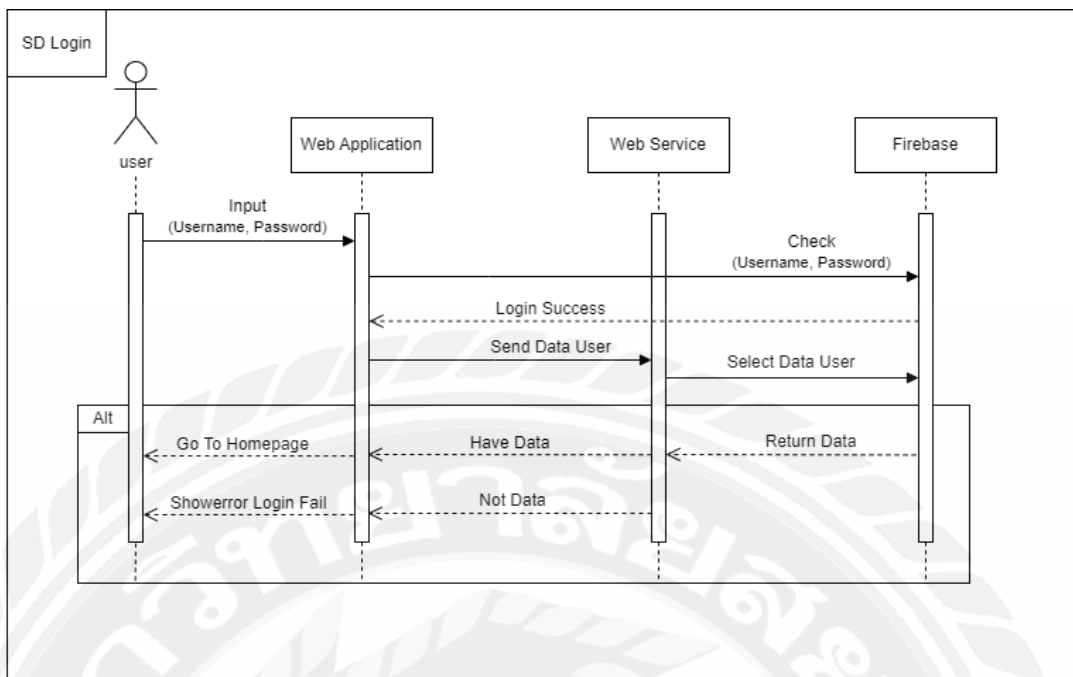 SD Login
user
Web Application
Web Service
Firebase
Input
(Username, Password)
Check
(Username, Password)
Login Success
Send Data User
Select Data User
Alt
Go To Homepage
Have Data
Return Data
Showerror Login Fail
Not Data